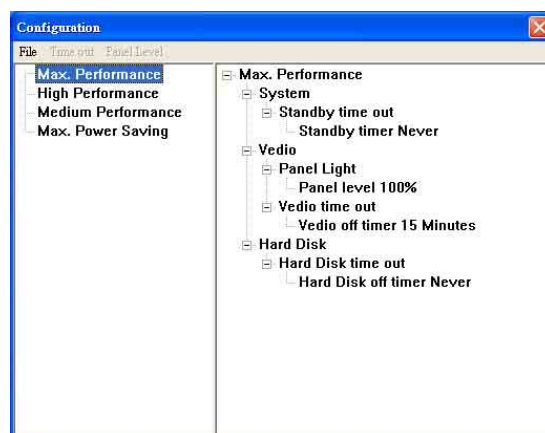 Configuration
File Time out Panel Level
Max. Performance
High Performance
Medium Performance
Max. Power Saving
Max. Performance
System
Standby time out
Standby timer Never
Vedio
Panel Light
Panel level 100%
Vedio time out
Vedio off timer 15 Minutes
Hard Disk
Hard Disk time out
Hard Disk off timer Never